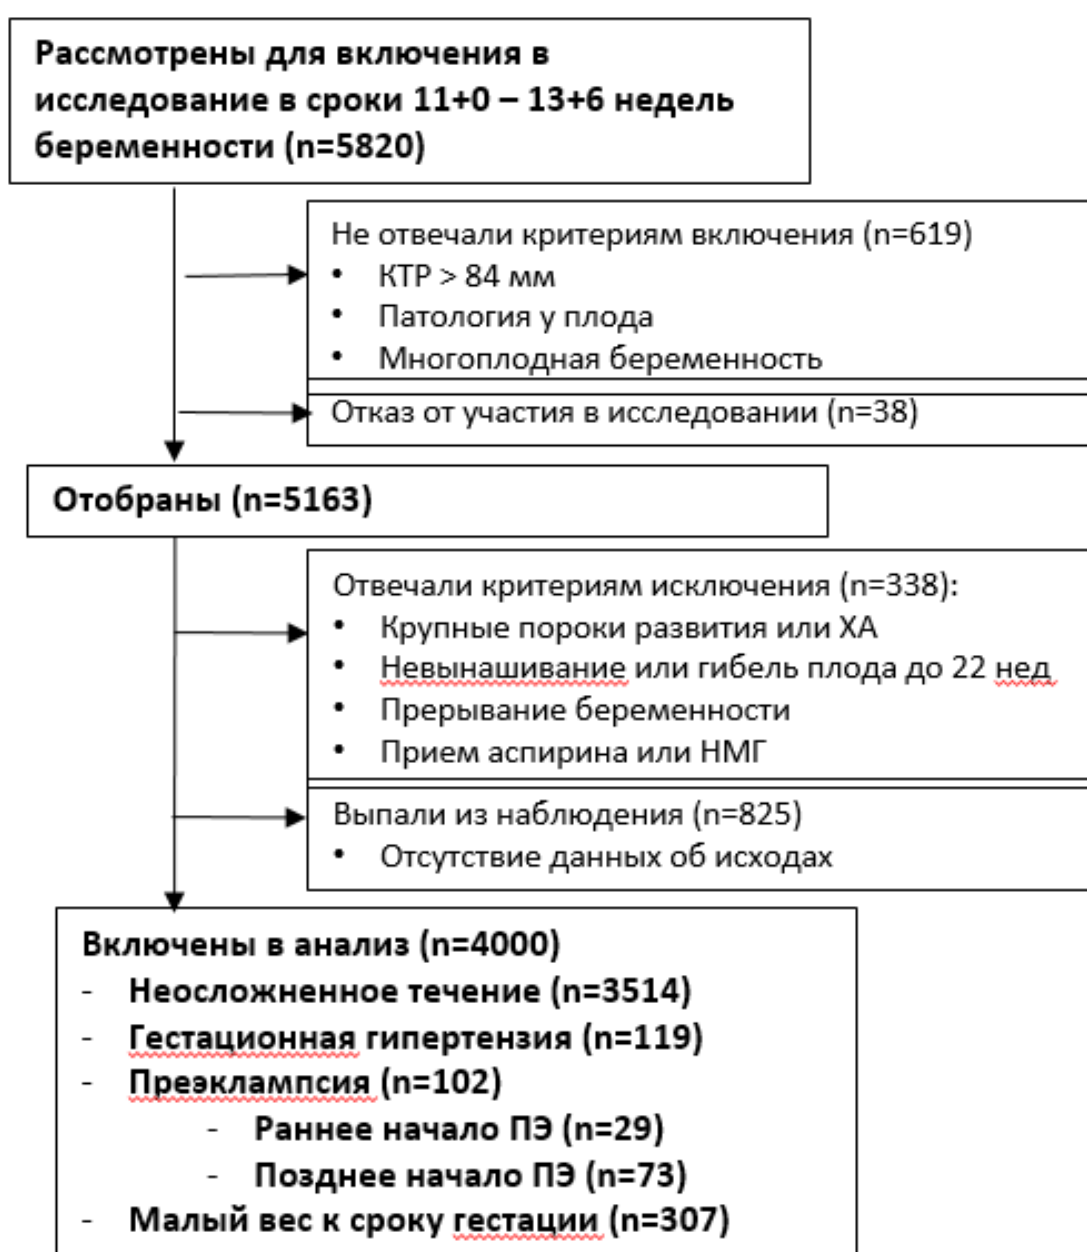 Рассмотрены для включения в
исследование в сроки 11+0 – 13+6 недель
беременности (n=5820)
Не отвечали критериям включения (n=619)
• КТР > 84 мм
• Патология у плода
• Многоплодная беременность
Отказ от участия в исследовании (n=38)
Отобраны (n=5163)
Отвечали критериям исключения (n=338):
• Крупные пороки развития или ХА
• Невынашивание или гибель плода до 22 нед
• Прерывание беременности
• Прием аспирина или НМГ
Выпали из наблюдения (n=825)
• Отсутствие данных об исходах
Включены в анализ (n=4000)
- Неосложненное течение (n=3514)
- Гестационная гипертензия (n=119)
- Преэклампсия (n=102)
- Раннее начало ПЭ (n=29)
- Позднее начало ПЭ (n=73)
- Малый вес к сроку гестации (n=307)